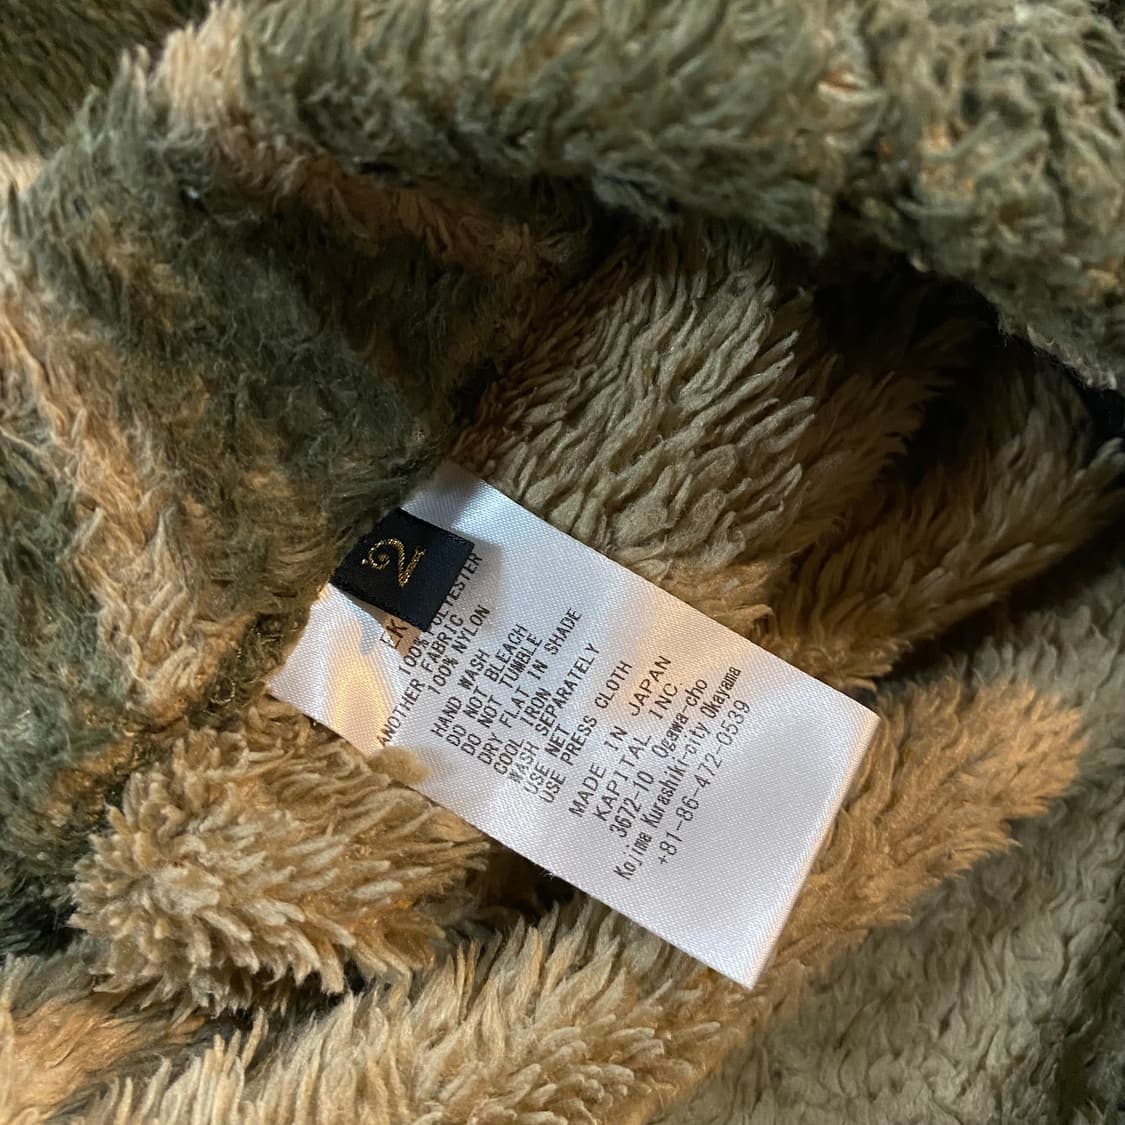 2
EK
100% POLYESTER
ANOTHER FABRIC
100% NYLON
HAND WASH
DO NOT BLEACH
DO NOT TUMBLE
DRY FLAT IN SHADE
COOL IRON
WASH SEPARATELY
USE NET
USE PRESS CLOTH
MADE IN JAPAN
KAPITAL INC.
3672-10 Ogawa-cho
Kojima Kurashiki-city Okayama
+81-86-472-0539